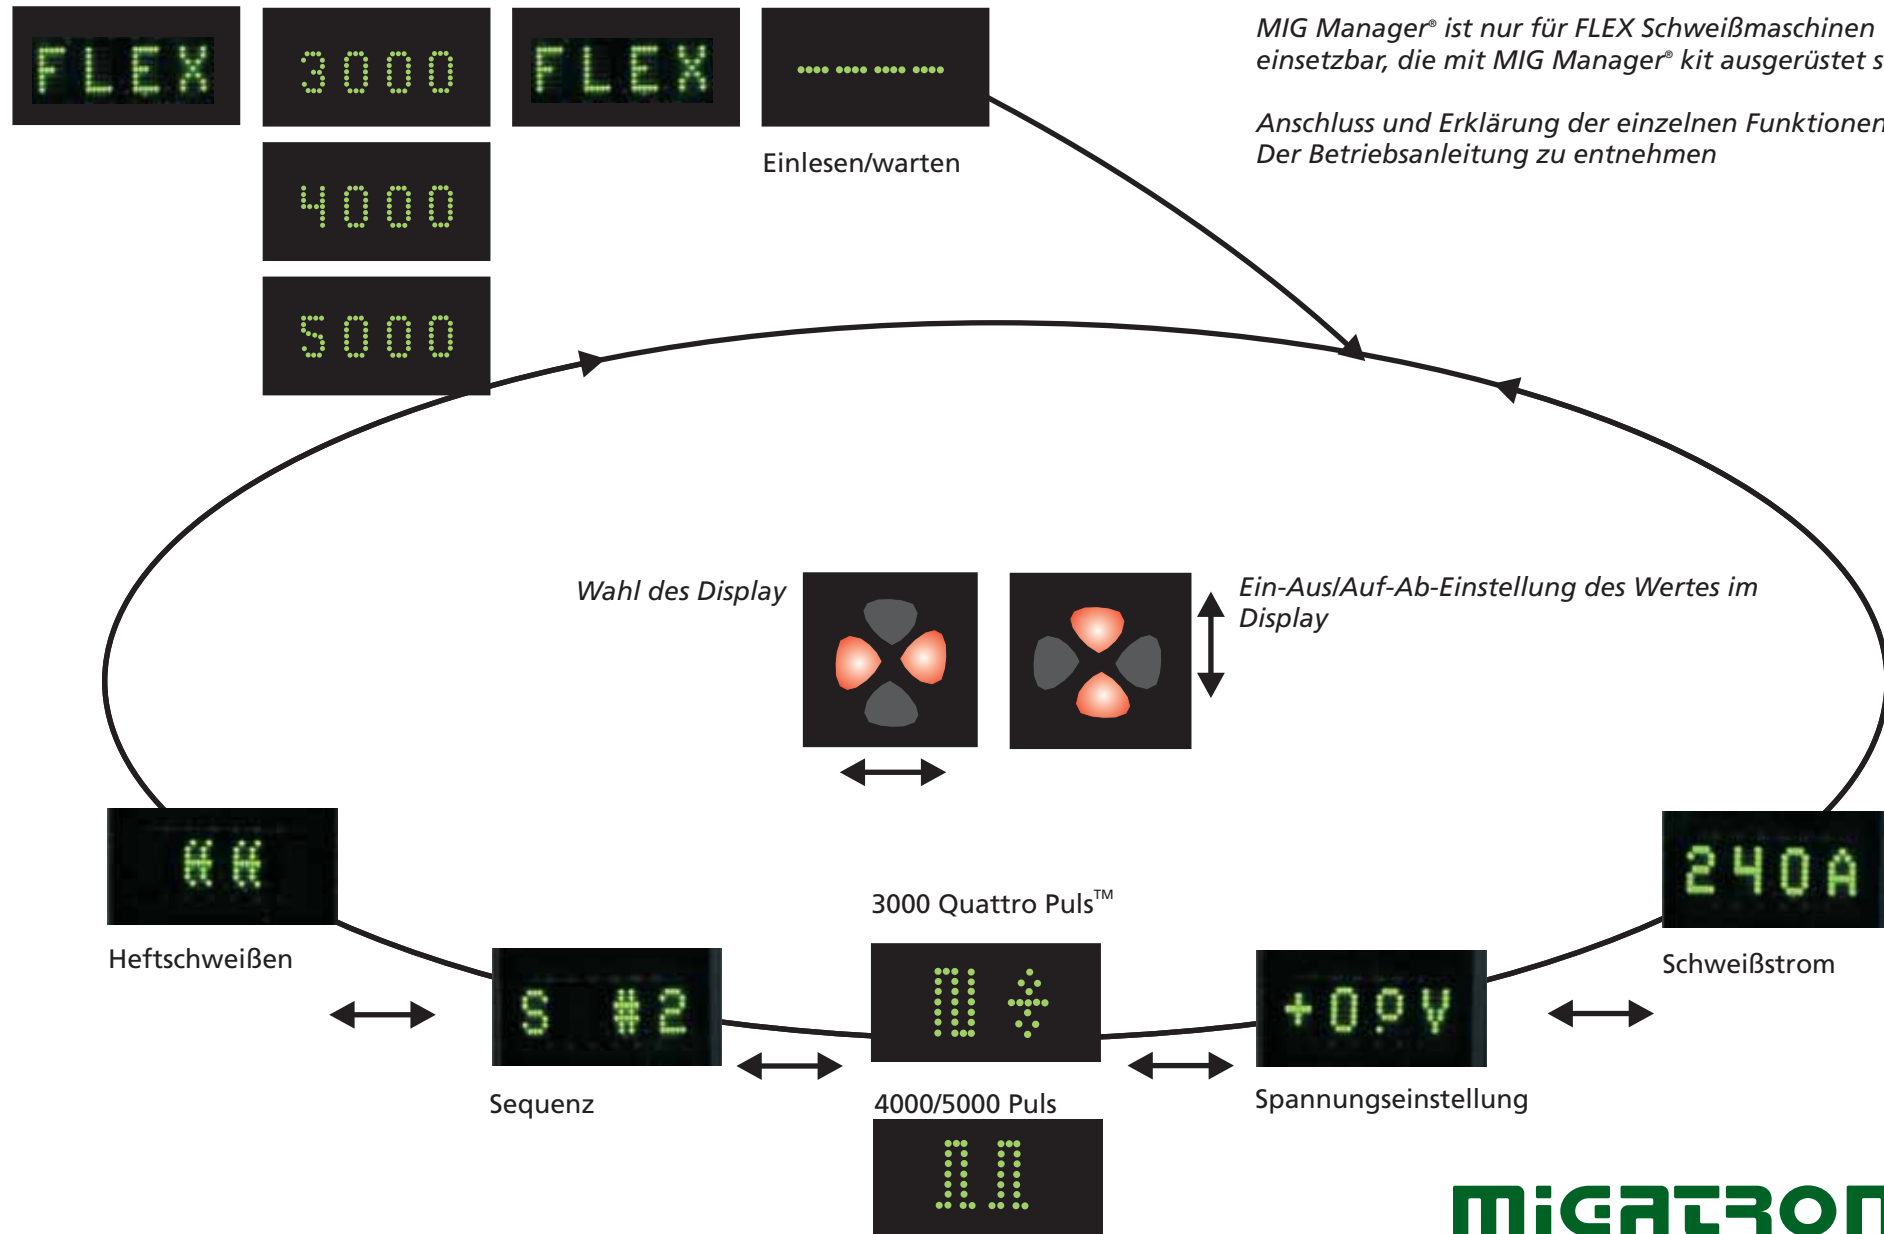 FLEX 3000 FLEX
4000
5000
Einlesen/warten
MIG Manager® ist nur für FLEX Schweißmaschinen
einsetzbar, die mit MIG Manager® kit ausgerüstet s
Anschluss und Erklärung der einzelnen Funktionen
Der Betriebsanleitung zu entnehmen
Wahl des Display
Ein-Aus/Auf-Ab-Einstellung des Wertes im
Display
Heftschweißen
S #2
Sequenz
3000 Quattro Puls™
4000/5000 Puls
+0.0 V
Spannungseinstellung
240A
Schweißstrom
MIGATRON